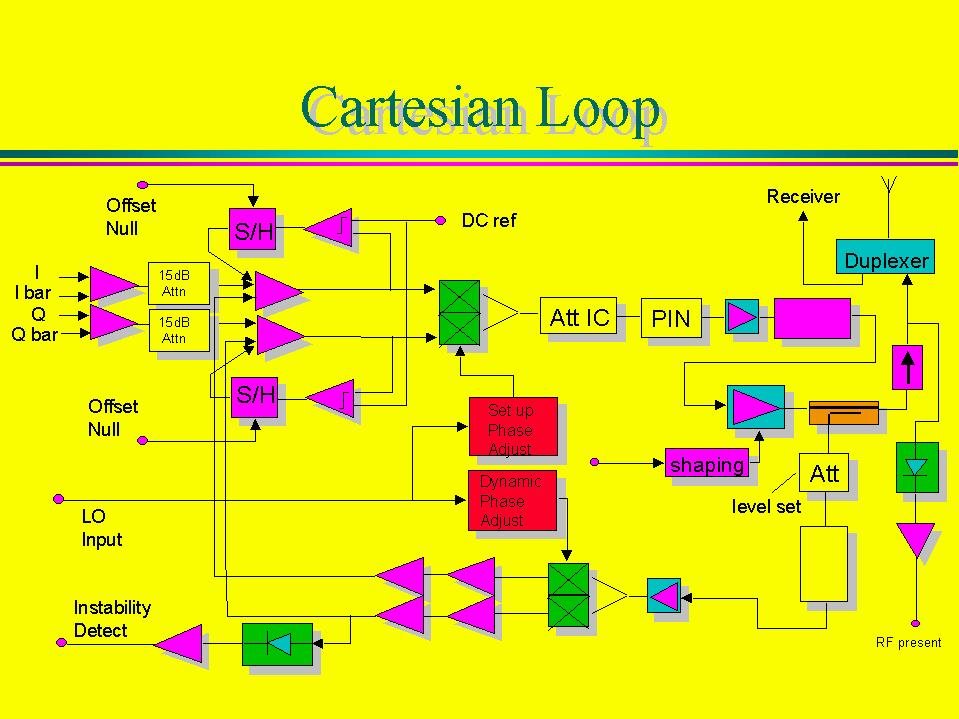 Cartesian Loop
Offset
Null
S/H
DC ref
Receiver
Duplexer
I
I bar
Q
Q bar
15dB
Attn
15dB
Attn
Att IC
PIN
Offset
Null
S/H
Set up
Phase
Adjust
shaping
Att
level set
Dynamic
Phase
Adjust
LO
Input
Instability
Detect
RF present